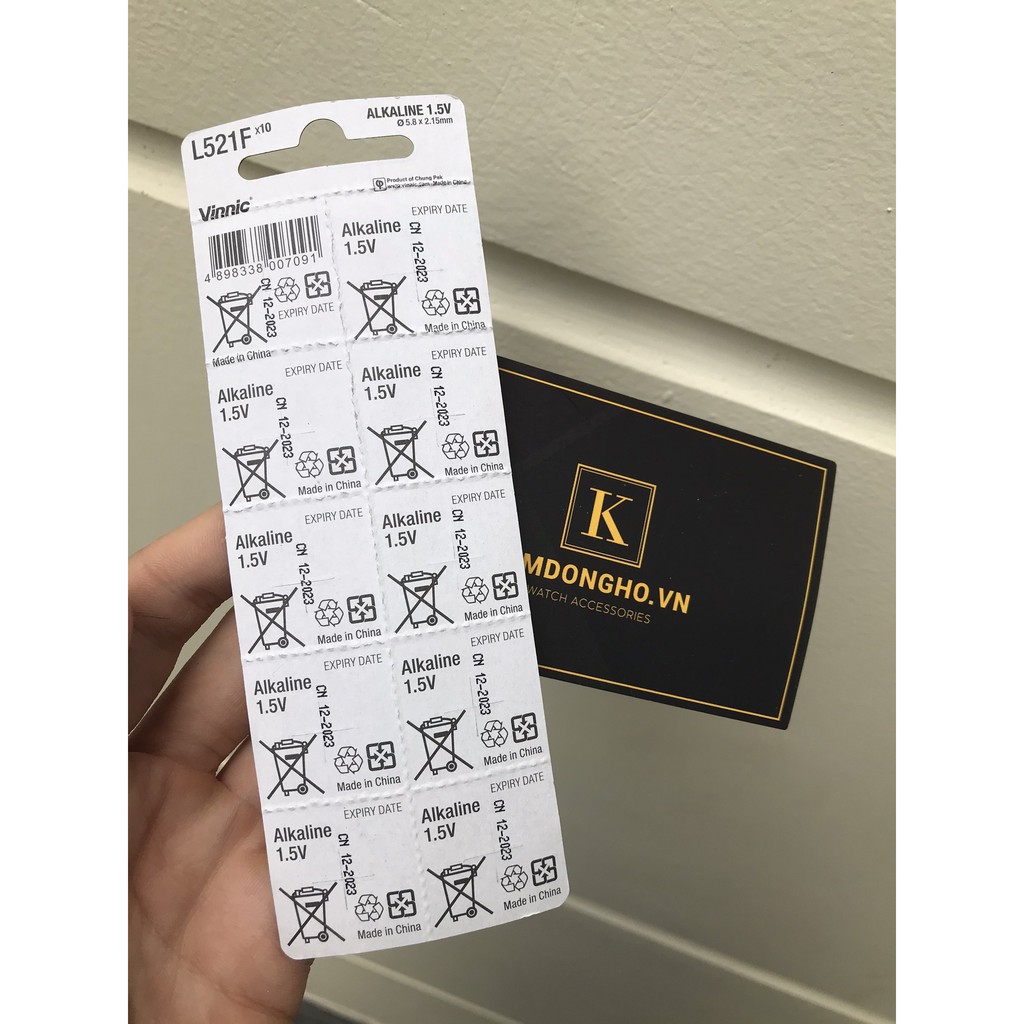 L521F x10
ALKALINE 1.5V
Ø 5.8 x 2.15mm
Product of Chung Pak
www.vinnic.com Made in China
Vinnic
4 898338 007091
CN 12-2023
EXPIRY DATE
Made in China
EXPIRY DATE
Alkaline
1.5V
CN 12-2023
Made in China
EXPIRY DATE
Alkaline
1.5V
CN 12-2023
Made in China
EXPIRY DATE
Alkaline
1.5V
CN 12-2023
Made in China
EXPIRY DATE
Alkaline
1.5V
CN 12-2023
Made in China
EXPIRY DATE
Alkaline
1.5V
CN 12-2023
Made in China
EXPIRY DATE
Alkaline
1.5V
CN 12-2023
Made in China
EXPIRY DATE
Alkaline
1.5V
CN 12-2023
Made in China
EXPIRY DATE
Alkaline
1.5V
CN 12-2023
Made in China
EXPIRY DATE
Alkaline
1.5V
CN 12-2023
Made in China
K
MDONGHO.VN
WATCH ACCESSORIES